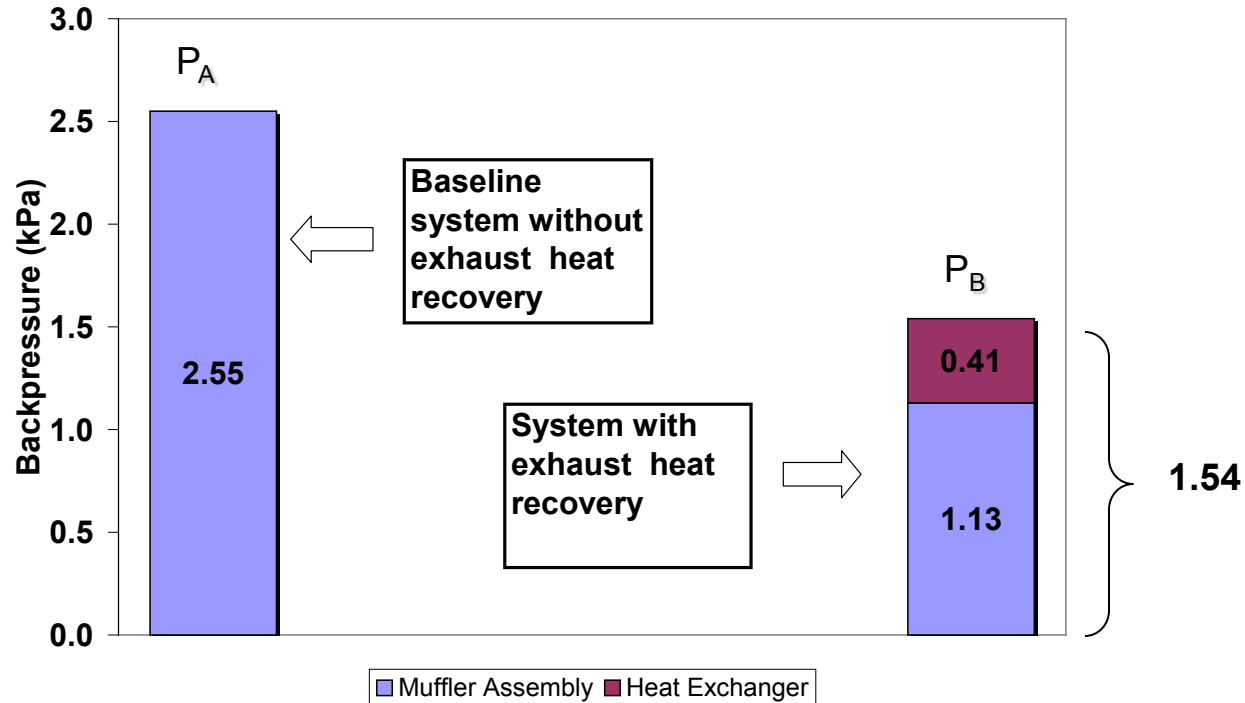 3.0
P_A
2.5
Baseline
system without
exhaust heat
recovery
2.0
P_B
1.5
2.55
0.41
1.0
System with
exhaust heat
recovery
1.54
1.13
0.5
0.0
Backpressure (kPa)
Muffler Assembly Heat Exchanger